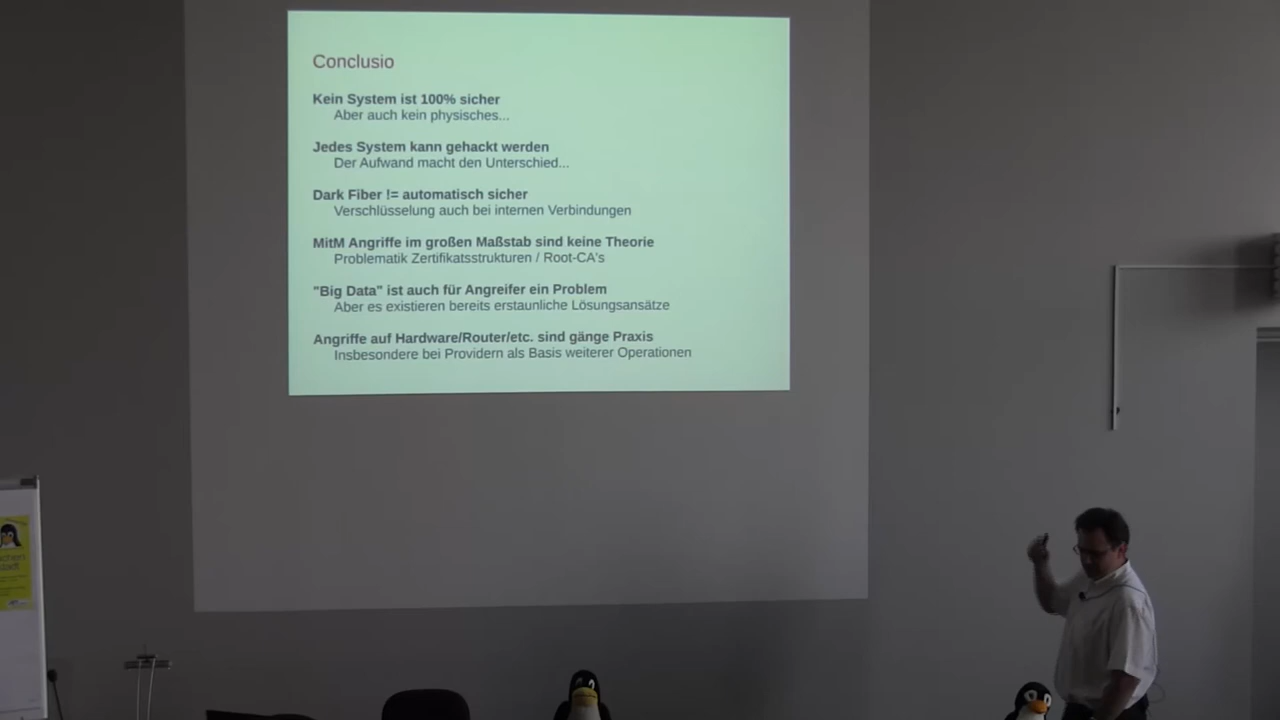 Conclusio
Kein System ist 100% sicher
Aber auch kein physisches...
Jedes System kann gehackt werden
Der Aufwand macht den Unterschied...
Dark Fiber != automatisch sicher
Verschlüsselung auch bei internen Verbindungen
MitM Angriffe im großen Maßstab sind keine Theorie
Problematik Zertifikatsstrukturen / Root-CA's
"Big Data" ist auch für Angreifer ein Problem
Aber es existieren bereits erstaunliche Lösungsansätze
Angriffe auf Hardware/Router/etc. sind gänge Praxis
Insbesondere bei Providern als Basis weiterer Operationen